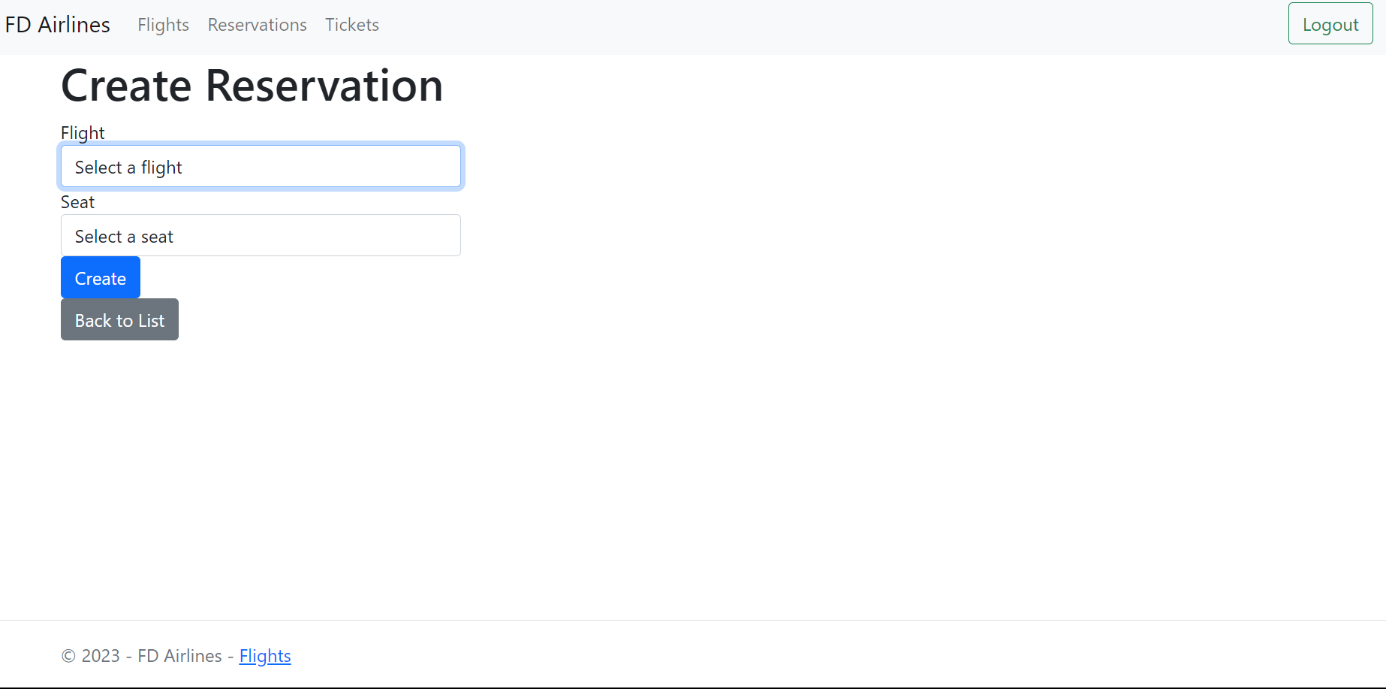 FD Airlines Flights Reservations Tickets Logout
Create Reservation
Flight
Select a flight
Seat
Select a seat
Create
Back to List
© 2023 - FD Airlines - Flights